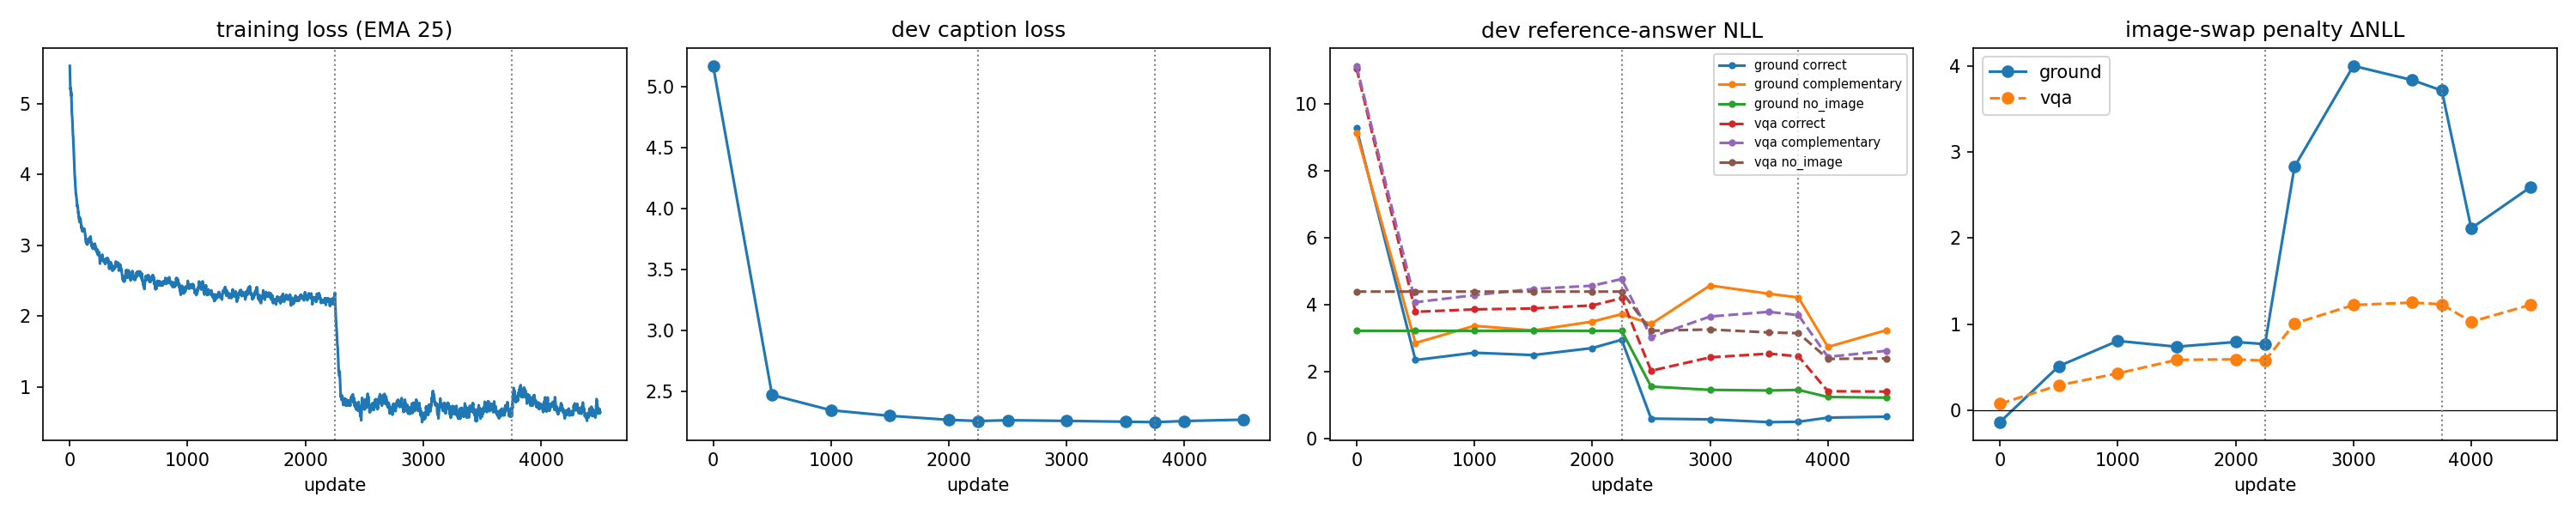 training loss (EMA 25)
5
4
3
2
1
0
1000
2000
3000
4000
update
dev caption loss
5.0
4.5
4.0
3.5
3.0
2.5
0
1000
2000
3000
4000
update
dev reference-answer NLL
10
8
6
4
2
0
ground correct
ground complementary
ground no_image
vqa correct
vqa complementary
vqa no_image
0
1000
2000
3000
4000
update
image-swap penalty ΔNLL
4
3
2
1
0
ground
vqa
0
1000
2000
3000
4000
update